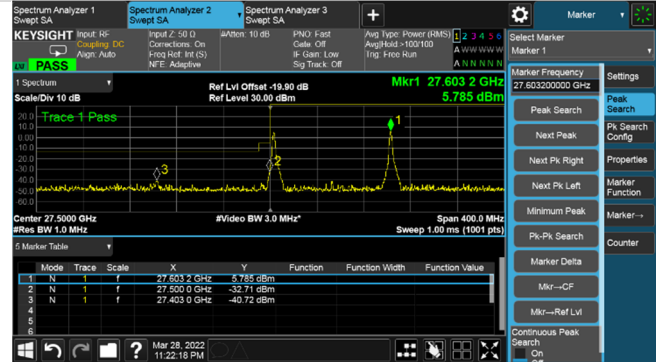 Spectrum Analyzer 1
Swept SA
Spectrum Analyzer 2
Swept SA
Spectrum Analyzer 3
Swept SA
+
Marker
KEYSIGHT
Input: RF
Coupling: DC
Align: Auto
Input Z: 50 Ω
Corrections: On
Freq Ref: Int (S)
NFE: Adaptive
#Atten: 10 dB
PNO: Fast
Gate: Off
IF Gain: Low
Sig Track: Off
Avg Type: Power (RMS)
Avg|Hold:>100/100
Trig: Free Run
1 2 3 4 5 6
A W W W W W
A N N N N N
PASS
Select Marker
Marker 1
1 Spectrum
Scale/Div 10 dB
Ref Lvl Offset -19.90 dB
Ref Level 30.00 dBm
Mkr1 27.603 2 GHz
5.785 dBm
Trace 1 Pass
20.0
10.0
0.00
-10.0
-20.0
-30.0
-40.0
-50.0
-60.0
1
2
3
Center 27.5000 GHz
#Res BW 1.0 MHz
#Video BW 3.0 MHz*
Span 400.0 MHz
Sweep 1.00 ms (1001 pts)
5 Marker Table
Mode Trace Scale X Y Function Function Width Function Value
1 N 1 f 27.603 2 GHz 5.785 dBm
2 N 1 f 27.500 0 GHz -32.71 dBm
3 N 1 f 27.403 0 GHz -40.72 dBm
4
5
6
Marker Frequency
27.603200000 GHz
Peak Search
Next Peak
Next Pk Right
Next Pk Left
Minimum Peak
Pk-Pk Search
Marker Delta
Mkr→CF
Mkr→Ref Lvl
Continuous Peak
Search
On
Off
Settings
Peak
Search
Pk Search
Config
Properties
Marker
Function
Marker→
Counter
?
Mar 28, 2022
11:22:18 PM